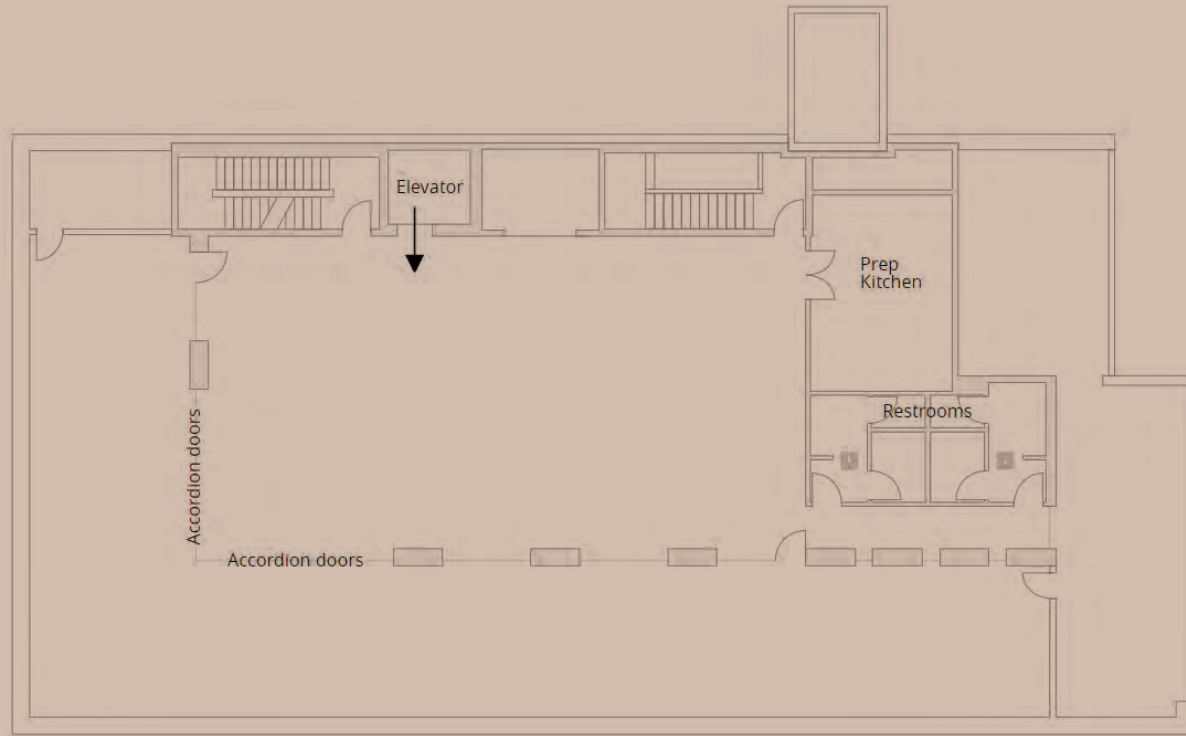 Elevator
Prep
Kitchen
Restrooms
Accordion doors
Accordion doors